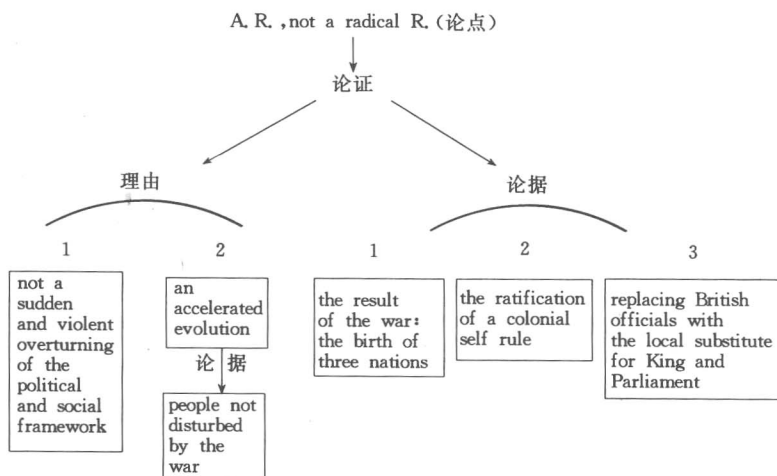 A. R. ,not a radical R. (论点)
论证
理由
论据
1
2
1
2
3
not a
sudden
and violent
overturning
of the
political
and social
framework
an
accelerated
evolution
论 据
people not
disturbed
by the
war
the result
of the war:
the birth of
three nations
the ratification
of a colonial
self rule
replacing British
officials with
the local substitute
for King and
Parliament